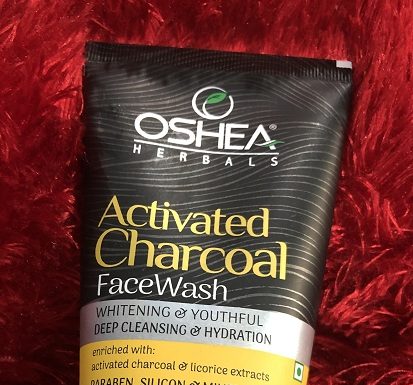 OSHEA®
HERBALS
Activated
Charcoal
FaceWash
WHITENING & YOUTHFUL
DEEP CLEANSING & HYDRATION
enriched with:
activated charcoal & licorice extracts
PARABEN, SILICON &